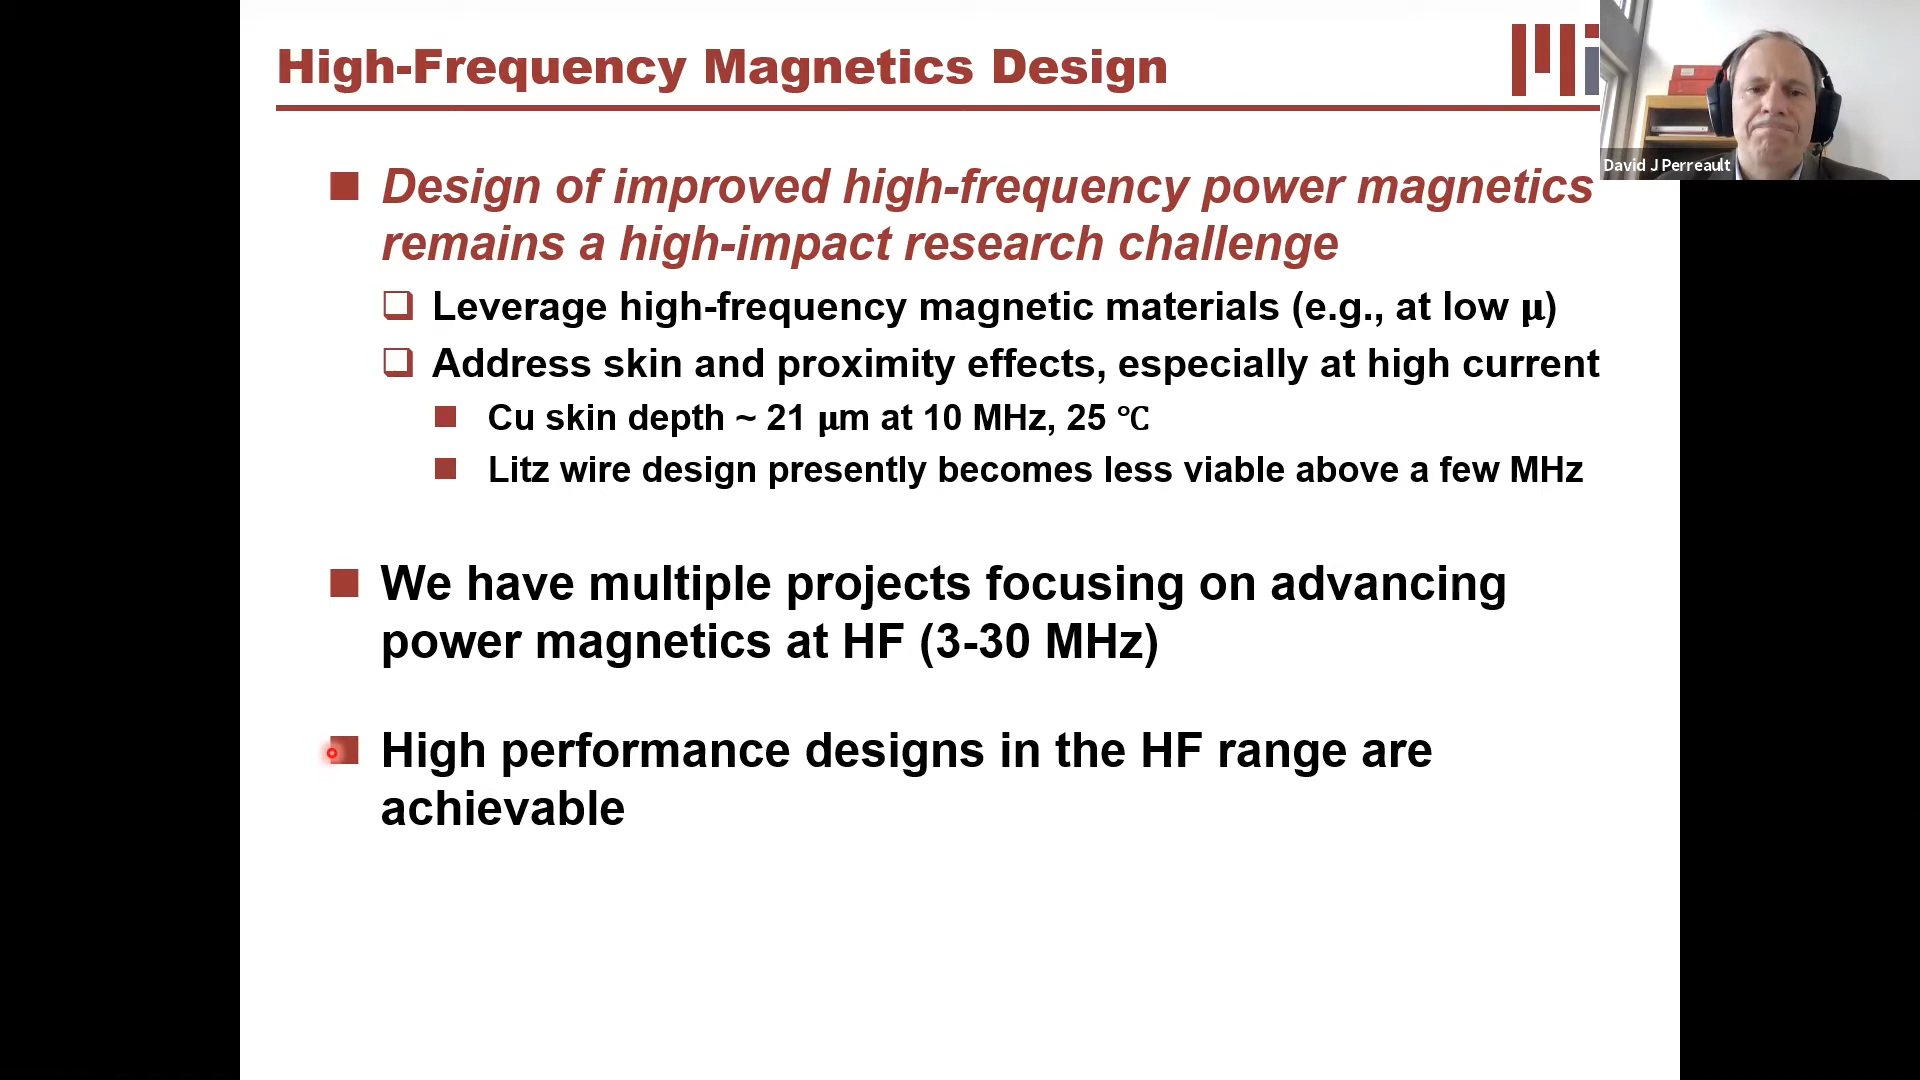 High-Frequency Magnetics Design
David J Perreault
Design of improved high-frequency power magnetics
remains a high-impact research challenge
Leverage high-frequency magnetic materials (e.g., at low μ)
Address skin and proximity effects, especially at high current
Cu skin depth ~ 21 μm at 10 MHz, 25 ℃
Litz wire design presently becomes less viable above a few MHz
We have multiple projects focusing on advancing
power magnetics at HF (3-30 MHz)
High performance designs in the HF range are
achievable